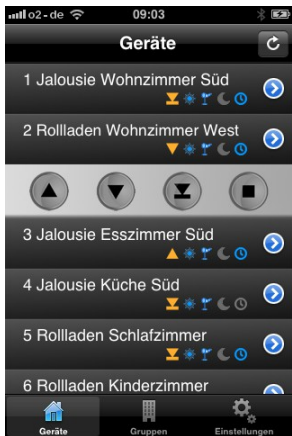 o2-de 09:03
Geräte
1 Jalousie Wohnzimmer Süd
2 Rollladen Wohnzimmer West
3 Jalousie Esszimmer Süd
4 Jalousie Küche Süd
5 Rollladen Schlafzimmer
6 Rollladen Kinderzimmer
Geräte Gruppen Einstellungen